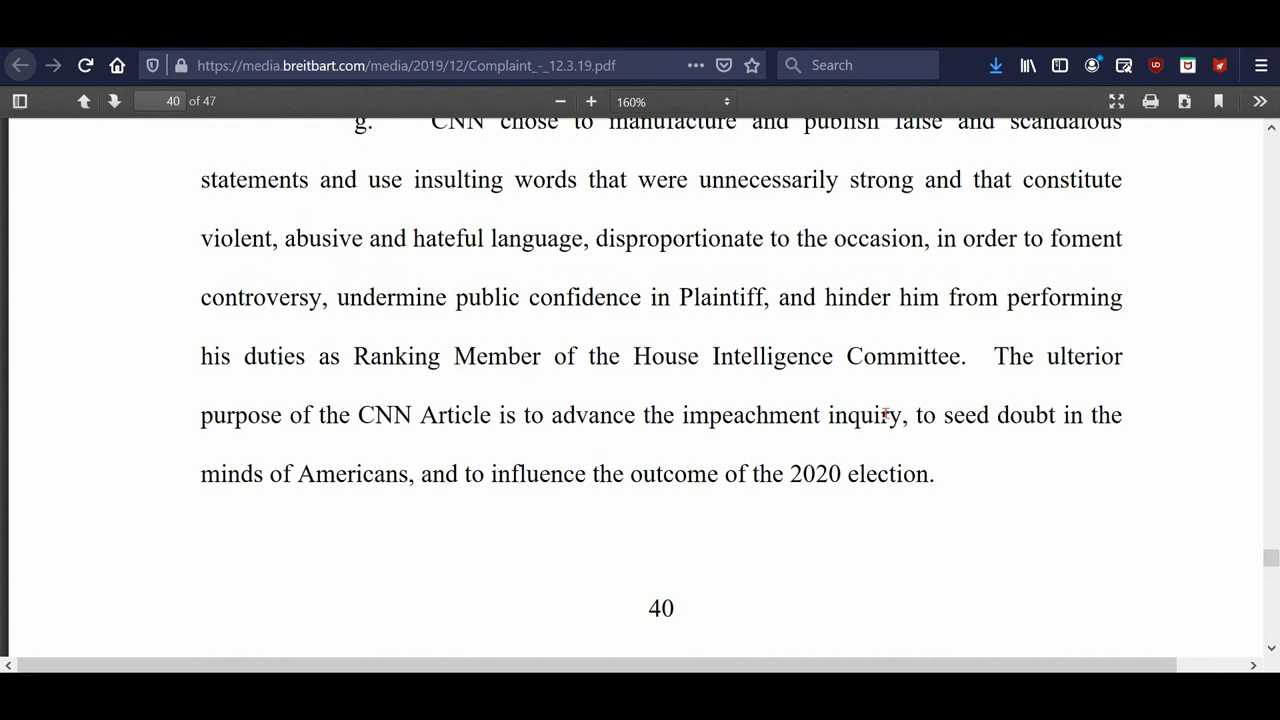 https://media.breitbart.com/media/2019/12/Complaint_-_12.3.19.pdf
Search
40 of 47
160%
g. CNN chose to manufacture and publish false and scandalous
statements and use insulting words that were unnecessarily strong and that constitute
violent, abusive and hateful language, disproportionate to the occasion, in order to foment
controversy, undermine public confidence in Plaintiff, and hinder him from performing
his duties as Ranking Member of the House Intelligence Committee. The ulterior
purpose of the CNN Article is to advance the impeachment inquiry, to seed doubt in the
minds of Americans, and to influence the outcome of the 2020 election.
40